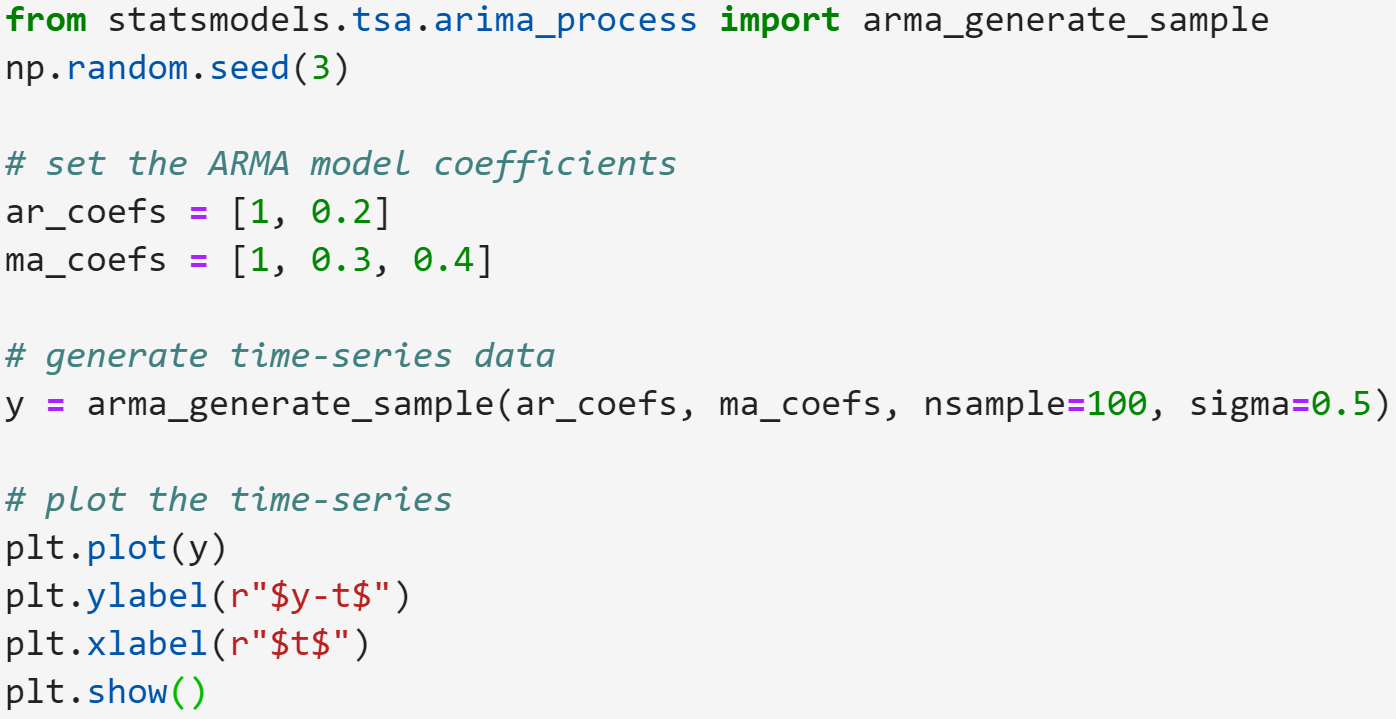 from statsmodels.tsa.arima_process import arma_generate_sample
np.random.seed(3)
# set the ARMA model coefficients
ar_coefs = [1, 0.2]
ma_coefs = [1, 0.3, 0.4]
# generate time-series data
y = arma_generate_sample(ar_coefs, ma_coefs, nsample=100, sigma=0.5)
# plot the time-series
plt.plot(y)
plt.ylabel(r"$y-t$")
plt.xlabel(r"$t$")
plt.show()